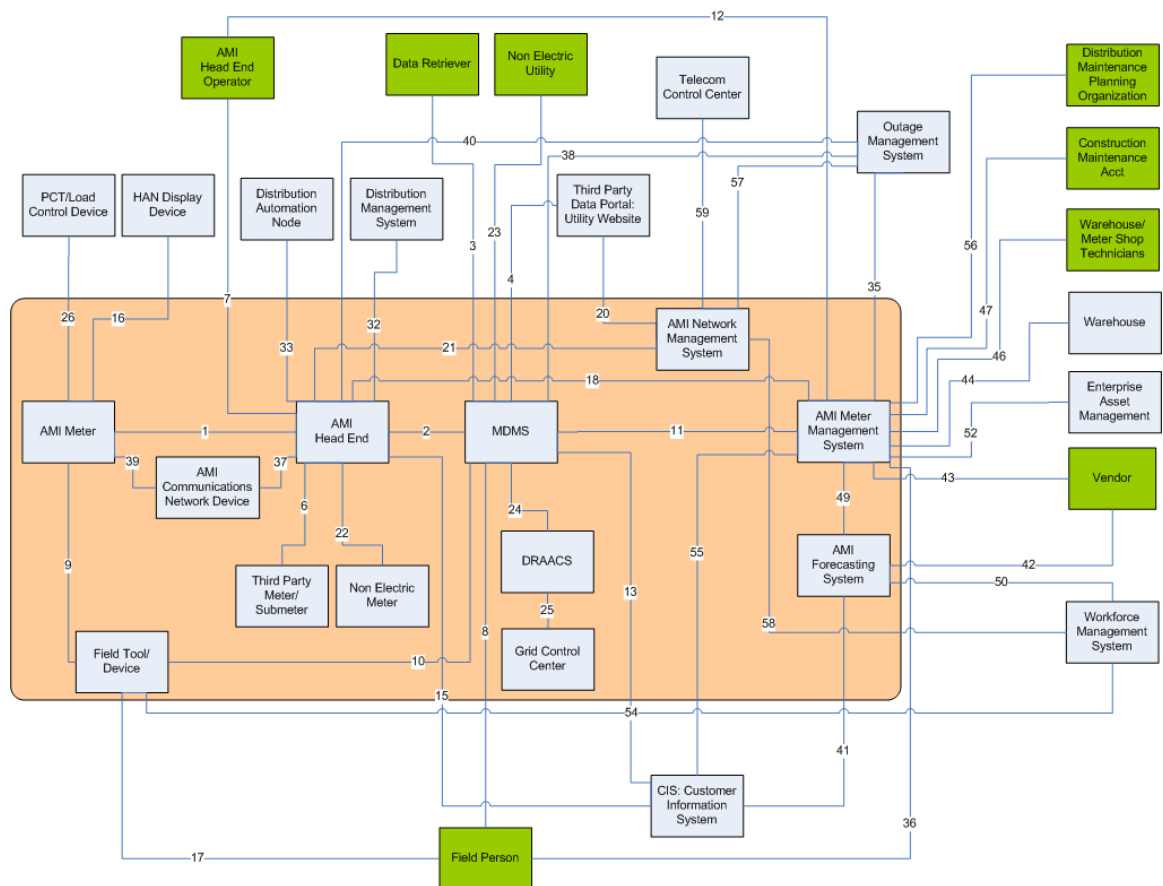 12
AMI
Head End
Operator
Data Retriever
Non Electric
Utility
Telecom
Control Center
Distribution
Maintenance
Planning
Organization
Outage
Management
System
40
38
57
Construction
Maintenance
Acct
PCT/Load
Control Device
HAN Display
Device
Distribution
Automation
Node
Distribution
Management
System
Third Party
Data Portal:
Utility Website
59
23
3
4
56
Warehouse/
Meter Shop
Technicians
35
7
26
16
33
32
20
21
AMI Network
Management
System
47
46
Warehouse
18
44
Enterprise
Asset
Management
AMI Meter
1
AMI
Head End
2
MDMS
11
AMI Meter
Management
System
52
39
AMI
Communications
Network Device
37
43
Vendor
6
22
24
49
55
9
Third Party
Meter/
Submeter
Non Electric
Meter
DRAACS
AMI
Forecasting
System
42
50
13
25
8
58
Field Tool/
Device
10
Grid Control
Center
Workforce
Management
System
15
54
41
CIS: Customer
Information
System
36
17
Field Person